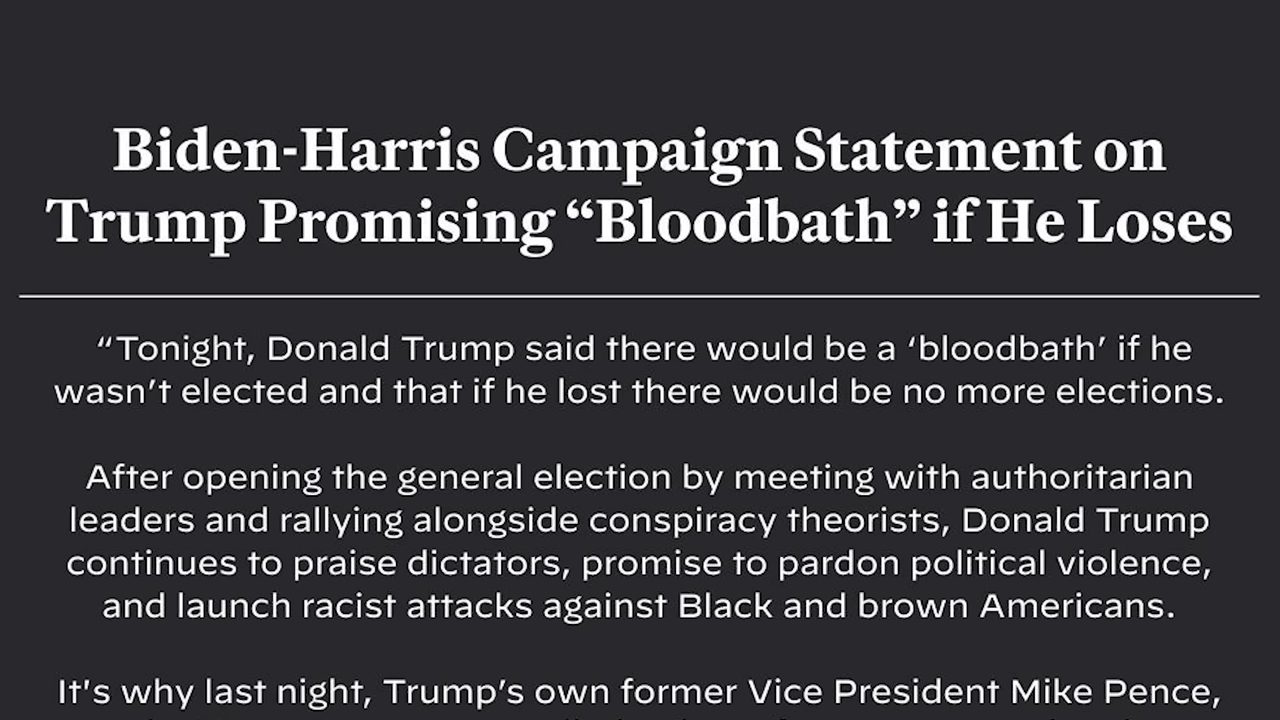 Biden-Harris Campaign Statement on
Trump Promising “Bloodbath” if He Loses
“Tonight, Donald Trump said there would be a ‘bloodbath’ if he
wasn’t elected and that if he lost there would be no more elections.
After opening the general election by meeting with authoritarian
leaders and rallying alongside conspiracy theorists, Donald Trump
continues to praise dictators, promise to pardon political violence,
and launch racist attacks against Black and brown Americans.
It's why last night, Trump’s own former Vice President Mike Pence,